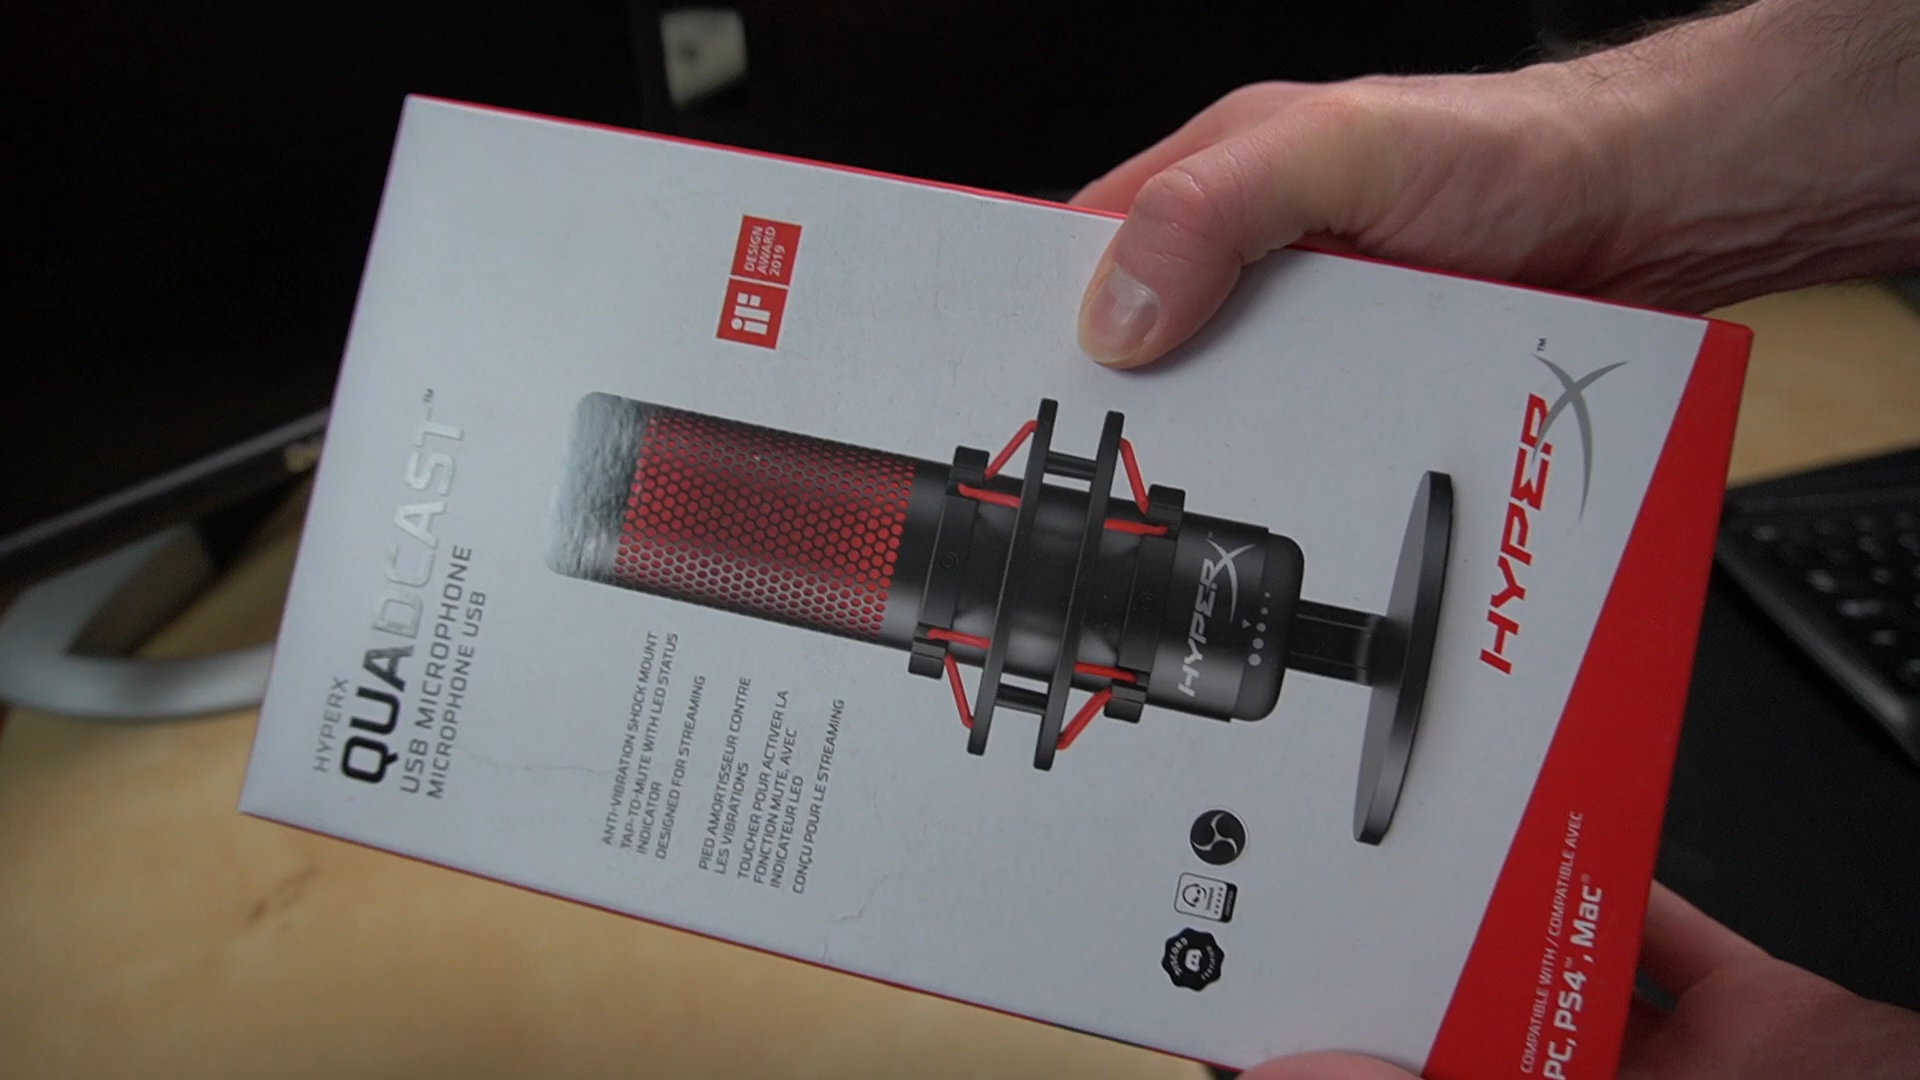 HYPERX
QUADCAST™
USB MICROPHONE
MICROPHONE USB
iF
DESIGN
AWARD
2019
ANTI-VIBRATION SHOCK MOUNT
TAP-TO-MUTE WITH LED STATUS
INDICATOR
DESIGNED FOR STREAMING
PIED AMORTISSEUR CONTRE
LES VIBRATIONS
TOUCHER POUR ACTIVER LA
FONCTION MUTE, AVEC
INDICATEUR LED
CONÇU POUR LE STREAMING
HYPERX™
HYPERX™
COMPATIBLE WITH / COMPATIBLE AVEC
PC, PS4™, Mac®